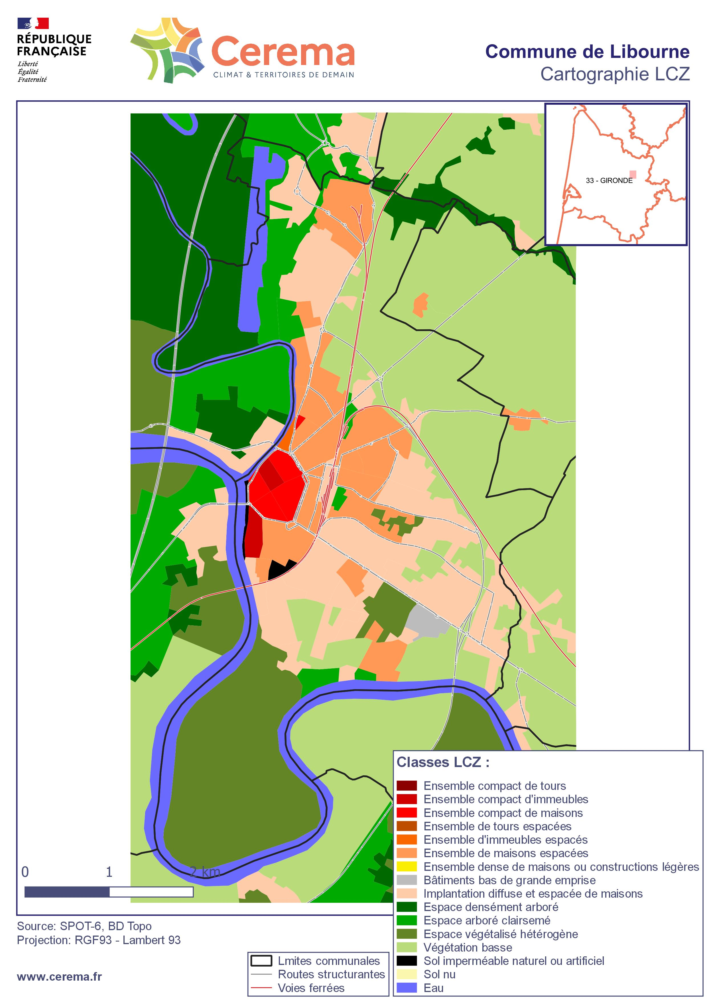 RÉPUBLIQUE
FRANÇAISE
Liberté
Égalité
Fraternité
Cerema
CLIMAT & TERRITOIRES DE DEMAIN
Commune de Libourne
Cartographie LCZ
33 - GIRONDE
0 1 2 km
Classes LCZ :
Ensemble compact de tours
Ensemble compact d'immeubles
Ensemble compact de maisons
Ensemble de tours espacées
Ensemble d'immeubles espacés
Ensemble de maisons espacées
Ensemble dense de maisons ou constructions légères
Bâtiments bas de grande emprise
Implantation diffuse et espacée de maisons
Espace densément arboré
Espace arboré clairsemé
Espace végétalisé hétérogène
Végétation basse
Sol imperméable naturel ou artificiel
Sol nu
Eau
Source: SPOT-6, BD Topo
Projection: RGF93 - Lambert 93
www.cerema.fr
Lmites communales
Routes structurantes
Voies ferrées